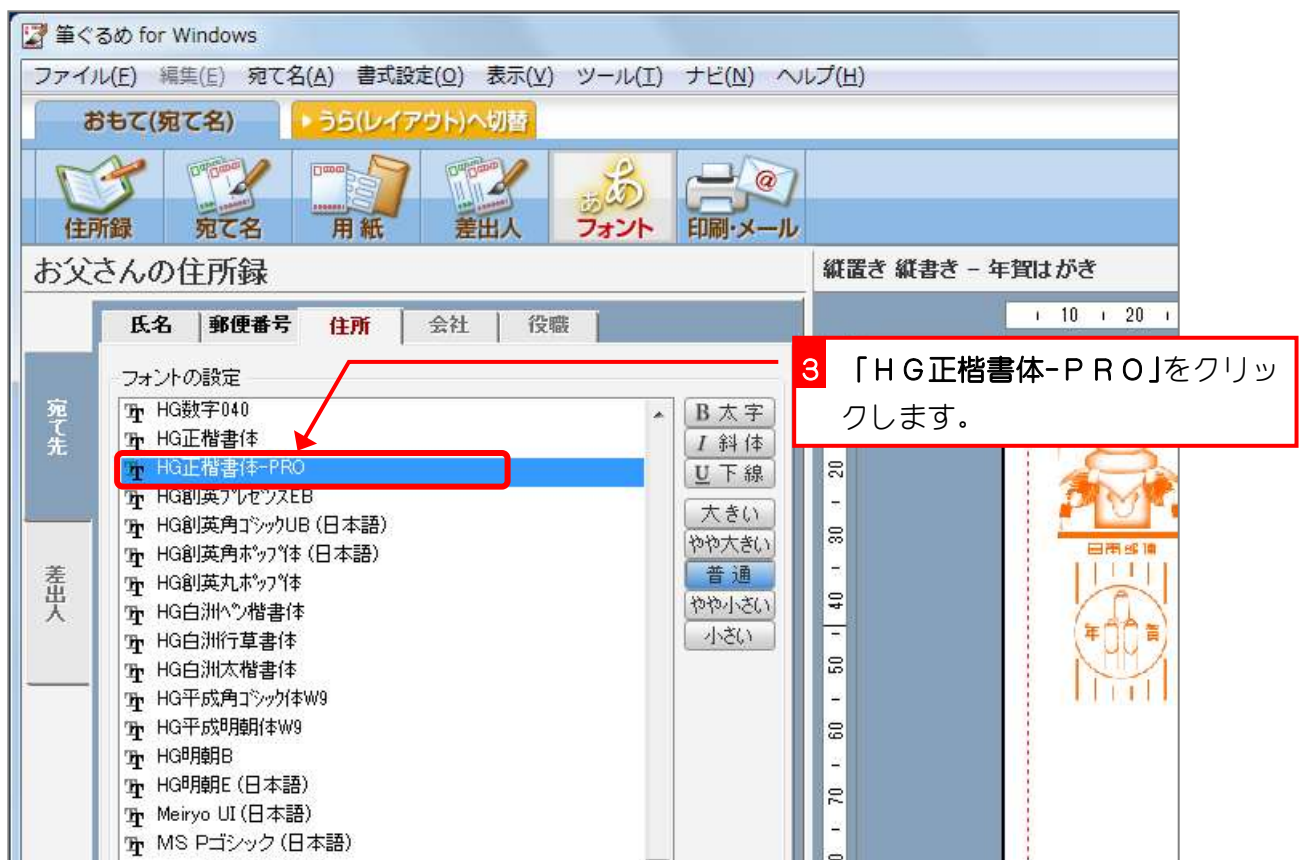 筆ぐるめ for Windows
ファイル(F) 編集(E) 宛て名(A) 書式設定(O) 表示(V) ツール(T) ナビ(N) ヘルプ(H)
おもて(宛て名) うら(レイアウト)へ切替
住所録 宛て名 用紙 差出人 フォント 印刷・メール
お父さんの住所録
縦置き 縦書き - 年賀はがき
10 20
氏名 郵便番号 住所 会社 役職
3 「HG正楷書体-PRO」をクリックします。
宛て先
差出人
フォントの設定
HG数字040
HG正楷書体
HG正楷書体-PRO
HG創英プレゼンスEB
HG創英角ゴシックUB (日本語)
HG創英角ポップ体 (日本語)
HG創英丸ポップ体
HG白洲ペン楷書体
HG白洲行草書体
HG白洲太楷書体
HG平成角ゴシック体W9
HG平成明朝体W9
HG明朝B
HG明朝E (日本語)
Meiryo UI (日本語)
MS Pゴシック (日本語)
B 太字
I 斜体
U 下線
大きい
やや大きい
普通
やや小さい
小さい
20
30
40
50
60
70
日本郵便
年賀